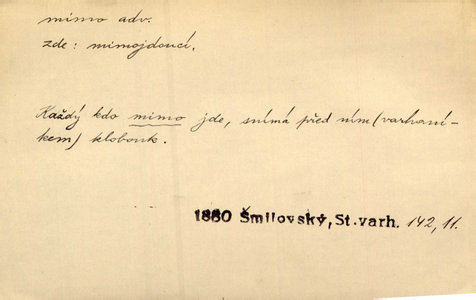 mimo adv.
zde: mimojdoucí.
Každý kdo mimo jde, snímá před ním (varhaní-
kem) klobouk.
1880 Šmilovský, St.varh. 142, 11.